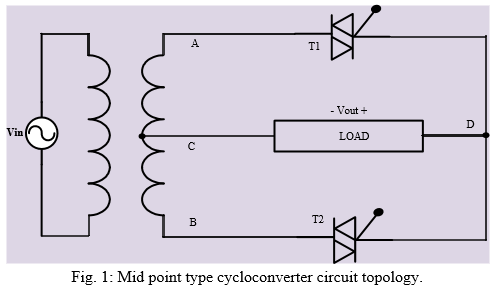 A
T1
- Vout +
Vin
C
LOAD
D
B
T2
Fig. 1: Mid point type cycloconverter circuit topology.